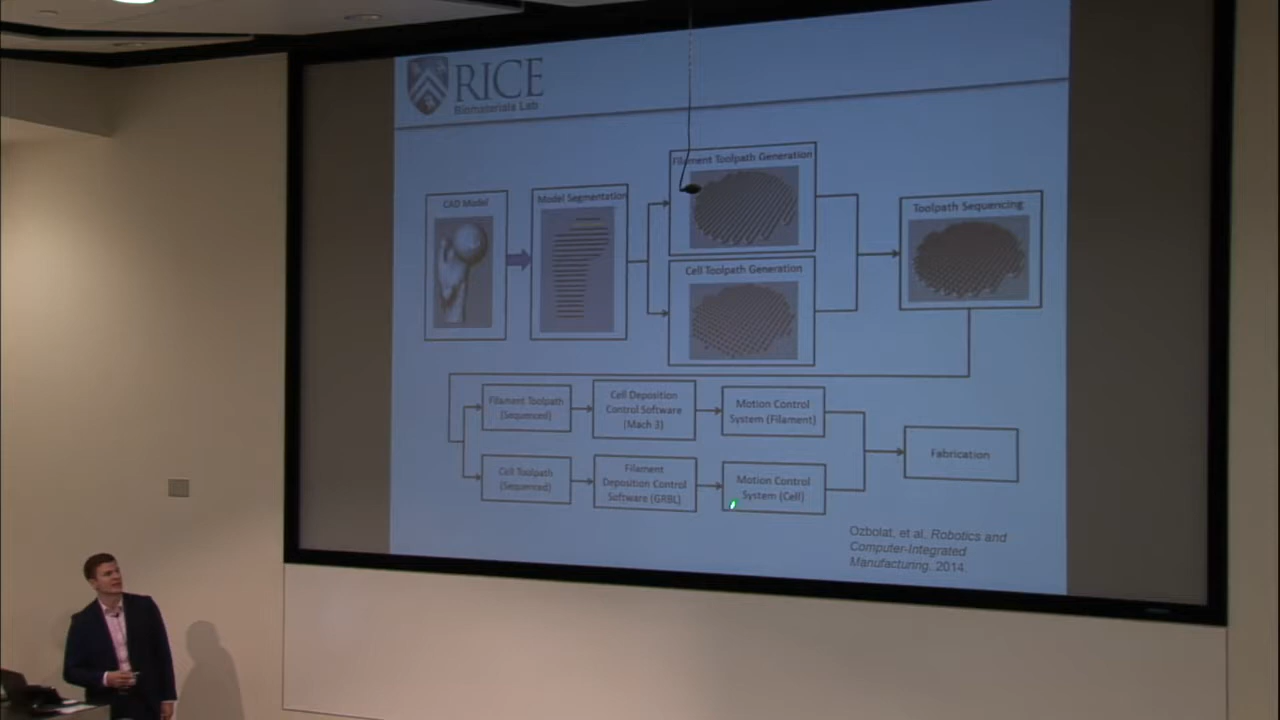 RICE
Biomaterials Lab
CAD Model
Model Segmentation
Filament Toolpath Generation
Cell Toolpath Generation
Toolpath Sequencing
Filament Toolpath
(Sequenced)
Cell Deposition
Control Software
(Mach 3)
Motion Control
System (Filament)
Cell Toolpath
(Sequenced)
Filament
Deposition Control
Software (GRBL)
Motion Control
System (Cell)
Fabrication
Ozbolat, et al. Robotics and
Computer-Integrated
Manufacturing. 2014.